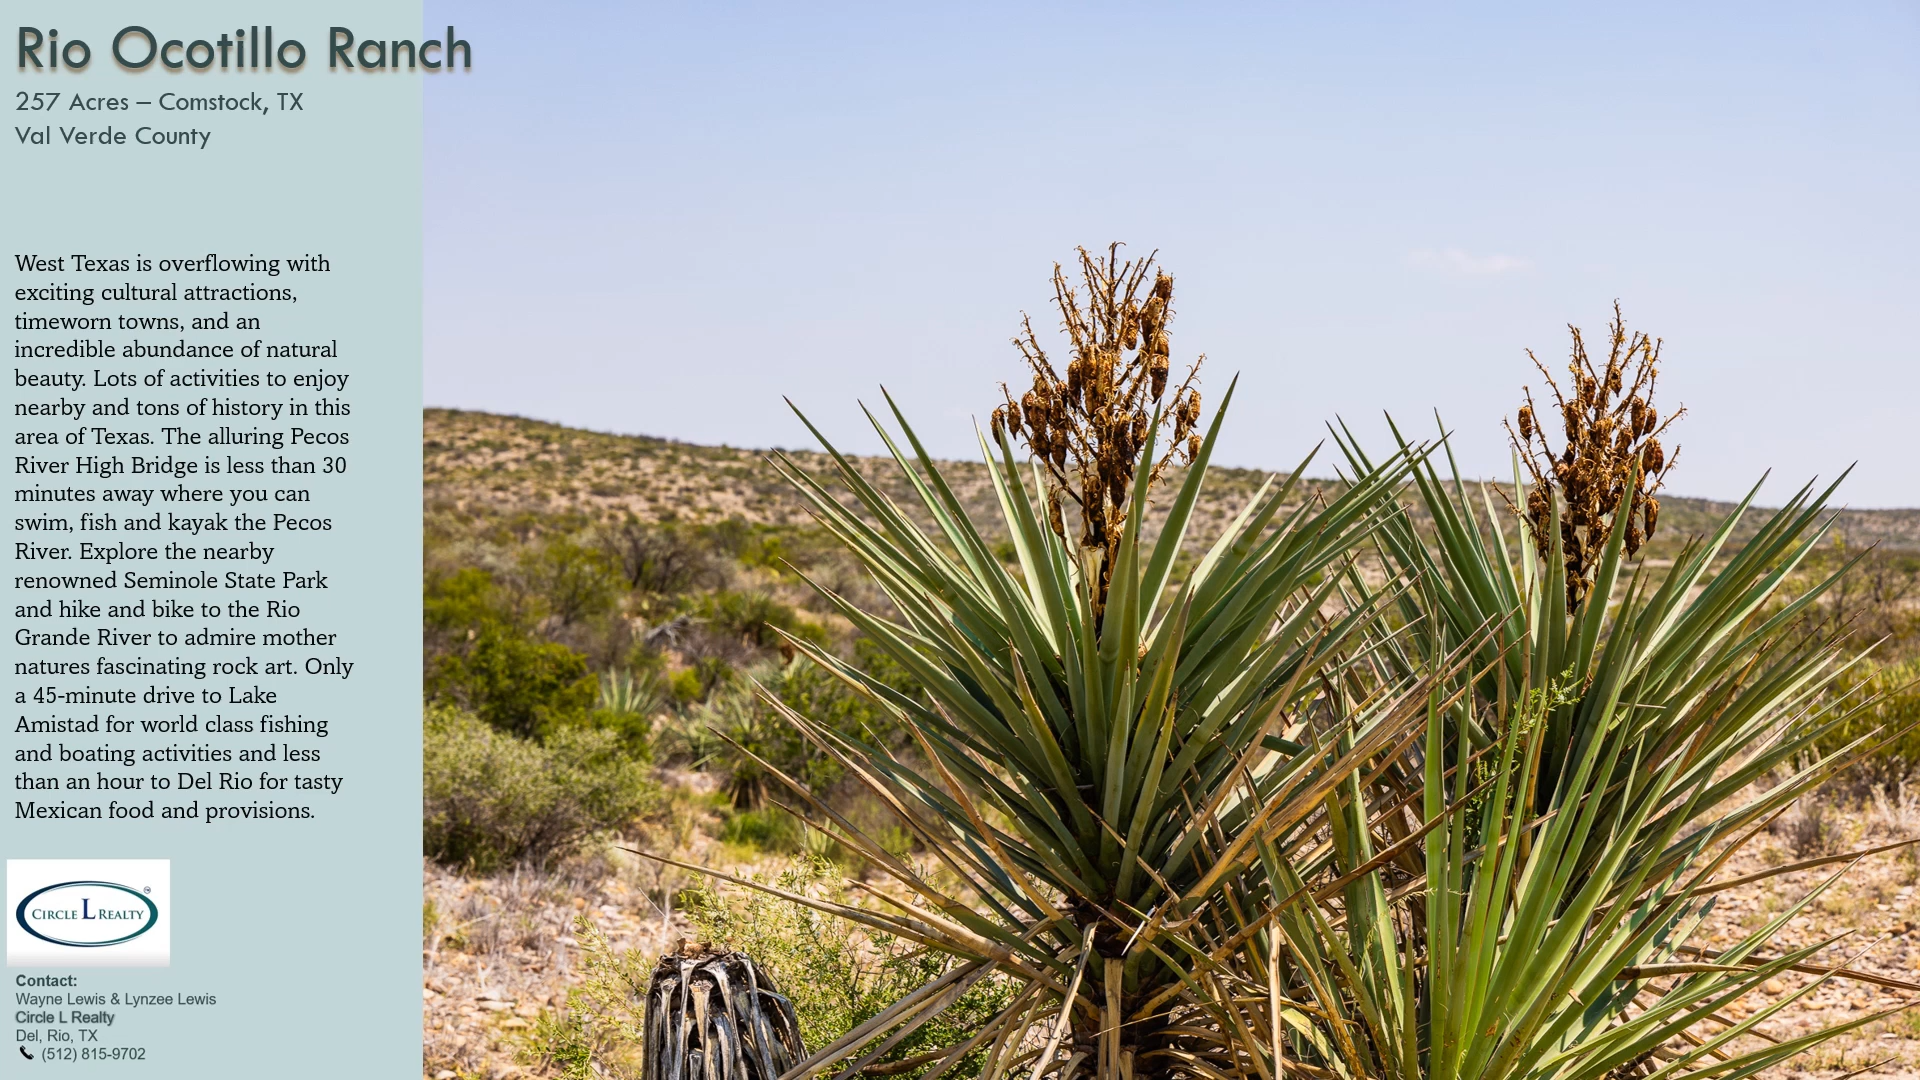 Rio Ocotillo Ranch
257 Acres – Comstock, TX
Val Verde County
West Texas is overflowing with
exciting cultural attractions,
timeworn towns, and an
incredible abundance of natural
beauty. Lots of activities to enjoy
nearby and tons of history in this
area of Texas. The alluring Pecos
River High Bridge is less than 30
minutes away where you can
swim, fish and kayak the Pecos
River. Explore the nearby
renowned Seminole State Park
and hike and bike to the Rio
Grande River to admire mother
natures fascinating rock art. Only
a 45-minute drive to Lake
Amistad for world class fishing
and boating activities and less
than an hour to Del Rio for tasty
Mexican food and provisions.
CIRCLE L REALTY
Contact:
Wayne Lewis & Lynzee Lewis
Circle L Realty
Del, Rio, TX
(512) 815-9702